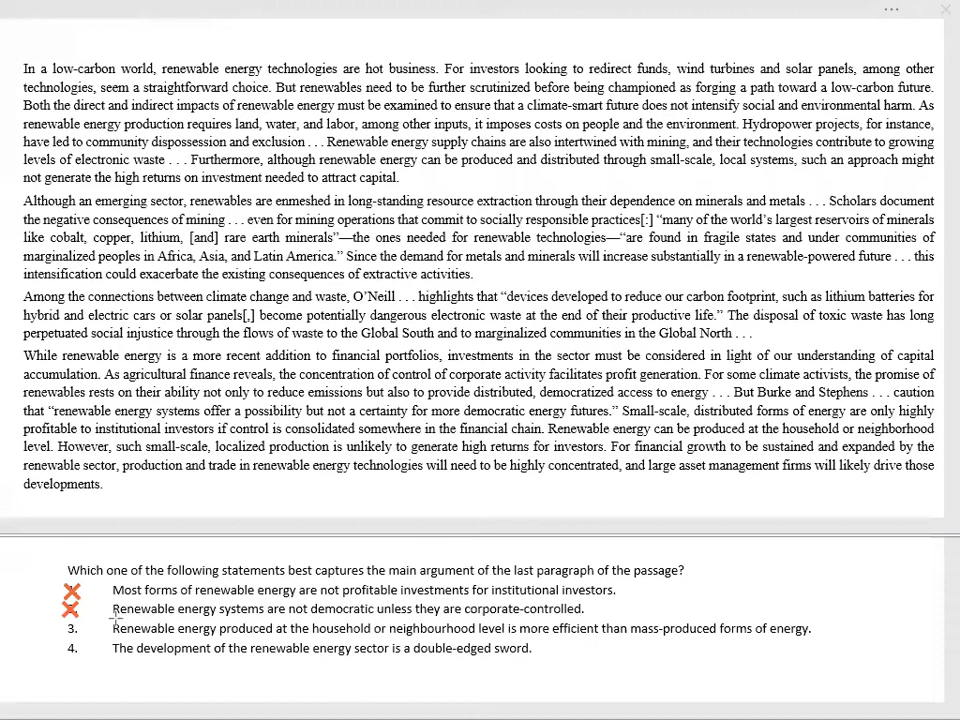 In a low-carbon world, renewable energy technologies are hot business. For investors looking to redirect funds, wind turbines and solar panels, among other
technologies, seem a straightforward choice. But renewables need to be further scrutinized before being championed as forging a path toward a low-carbon future.
Both the direct and indirect impacts of renewable energy must be examined to ensure that a climate-smart future does not intensify social and environmental harm. As
renewable energy production requires land, water, and labor, among other inputs, it imposes costs on people and the environment. Hydropower projects, for instance,
have led to community dispossession and exclusion . . . Renewable energy supply chains are also intertwined with mining, and their technologies contribute to growing
levels of electronic waste . . . Furthermore, although renewable energy can be produced and distributed through small-scale, local systems, such an approach might
not generate the high returns on investment needed to attract capital.
Although an emerging sector, renewables are enmeshed in long-standing resource extraction through their dependence on minerals and metals . . . Scholars document
the negative consequences of mining . . . even for mining operations that commit to socially responsible practices[:] “many of the world’s largest reservoirs of minerals
like cobalt, copper, lithium, [and] rare earth minerals”—the ones needed for renewable technologies—“are found in fragile states and under communities of
marginalized peoples in Africa, Asia, and Latin America.” Since the demand for metals and minerals will increase substantially in a renewable-powered future . . . this
intensification could exacerbate the existing consequences of extractive activities.
Among the connections between climate change and waste, O’Neill . . . highlights that “devices developed to reduce our carbon footprint, such as lithium batteries for
hybrid and electric cars or solar panels[,] become potentially dangerous electronic waste at the end of their productive life.” The disposal of toxic waste has long
perpetuated social injustice through the flows of waste to the Global South and to marginalized communities in the Global North . . .
While renewable energy is a more recent addition to financial portfolios, investments in the sector must be considered in light of our understanding of capital
accumulation. As agricultural finance reveals, the concentration of control of corporate activity facilitates profit generation. For some climate activists, the promise of
renewables rests on their ability not only to reduce emissions but also to provide distributed, democratized access to energy . . . But Burke and Stephens . . . caution
that “renewable energy systems offer a possibility but not a certainty for more democratic energy futures.” Small-scale, distributed forms of energy are only highly
profitable to institutional investors if control is consolidated somewhere in the financial chain. Renewable energy can be produced at the household or neighborhood
level. However, such small-scale, localized production is unlikely to generate high returns for investors. For financial growth to be sustained and expanded by the
renewable sector, production and trade in renewable energy technologies will need to be highly concentrated, and large asset management firms will likely drive those
developments.
Which one of the following statements best captures the main argument of the last paragraph of the passage?
Most forms of renewable energy are not profitable investments for institutional investors.
Renewable energy systems are not democratic unless they are corporate-controlled.
3. Renewable energy produced at the household or neighbourhood level is more efficient than mass-produced forms of energy.
4. The development of the renewable energy sector is a double-edged sword.